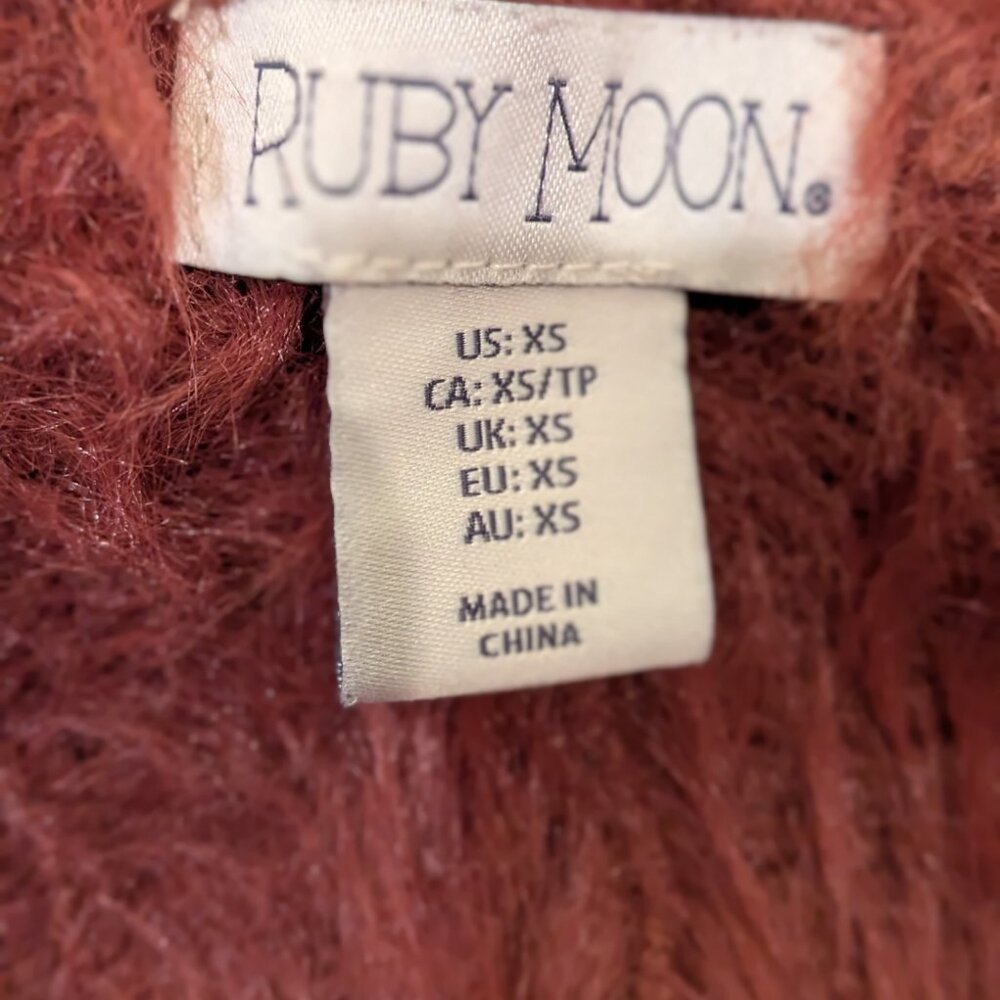 RUBY MOON®
US: XS
CA: XS/TP
UK: XS
EU: XS
AU: XS
MADE IN
CHINA